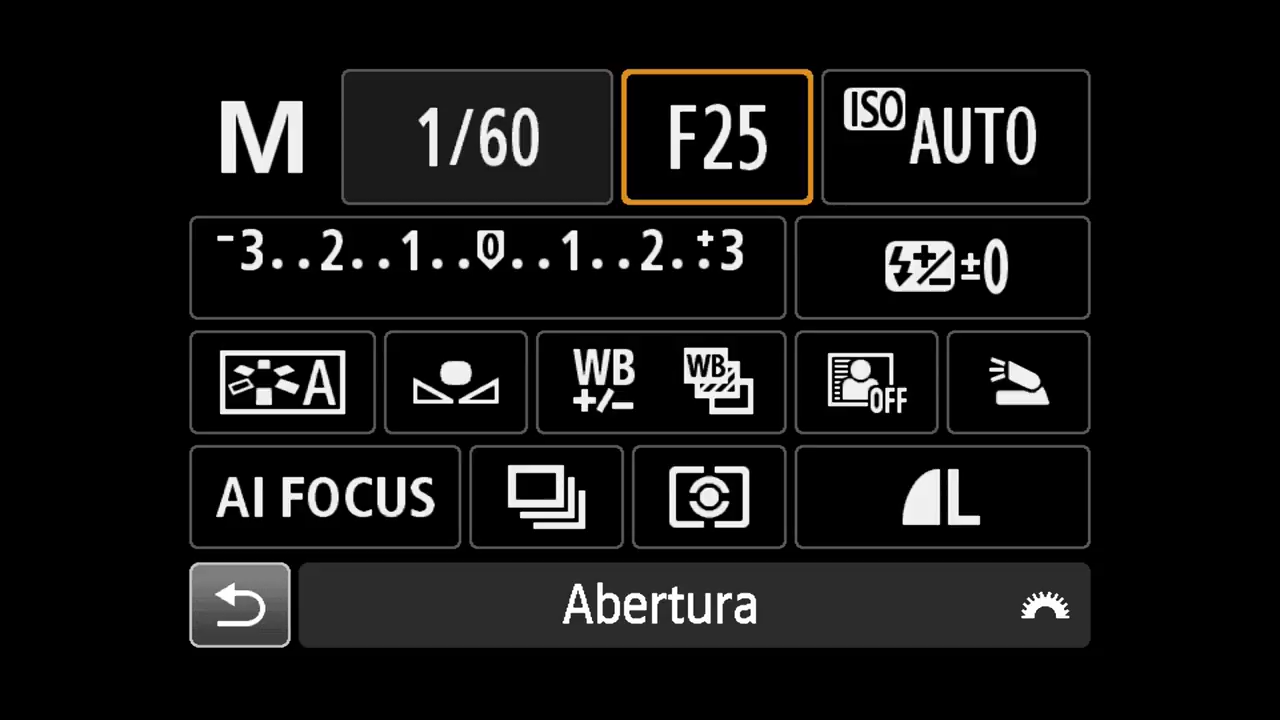 M 1/60 F25 ISO AUTO
-3..2..1..0..1..2.:+3 ±0
A WB +/- WB OFF
AI FOCUS L
Abertura